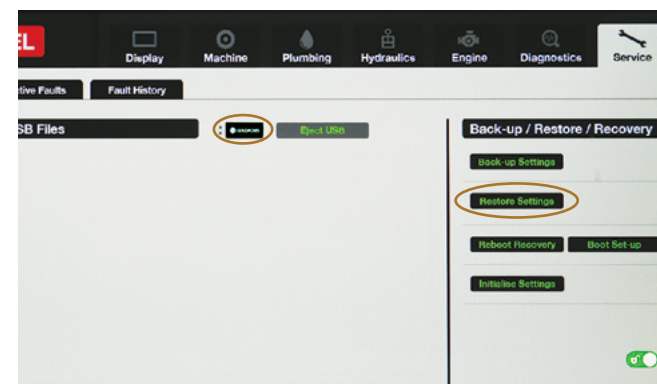 EL
Display Machine Plumbing Hydraulics Engine Diagnostics Service
tive Faults Fault History
SB Files Eject USB Back-up / Restore / Recovery
Back-up Settings
Restore Settings
Reboot Recovery Boot Set-up
Initialise Settings